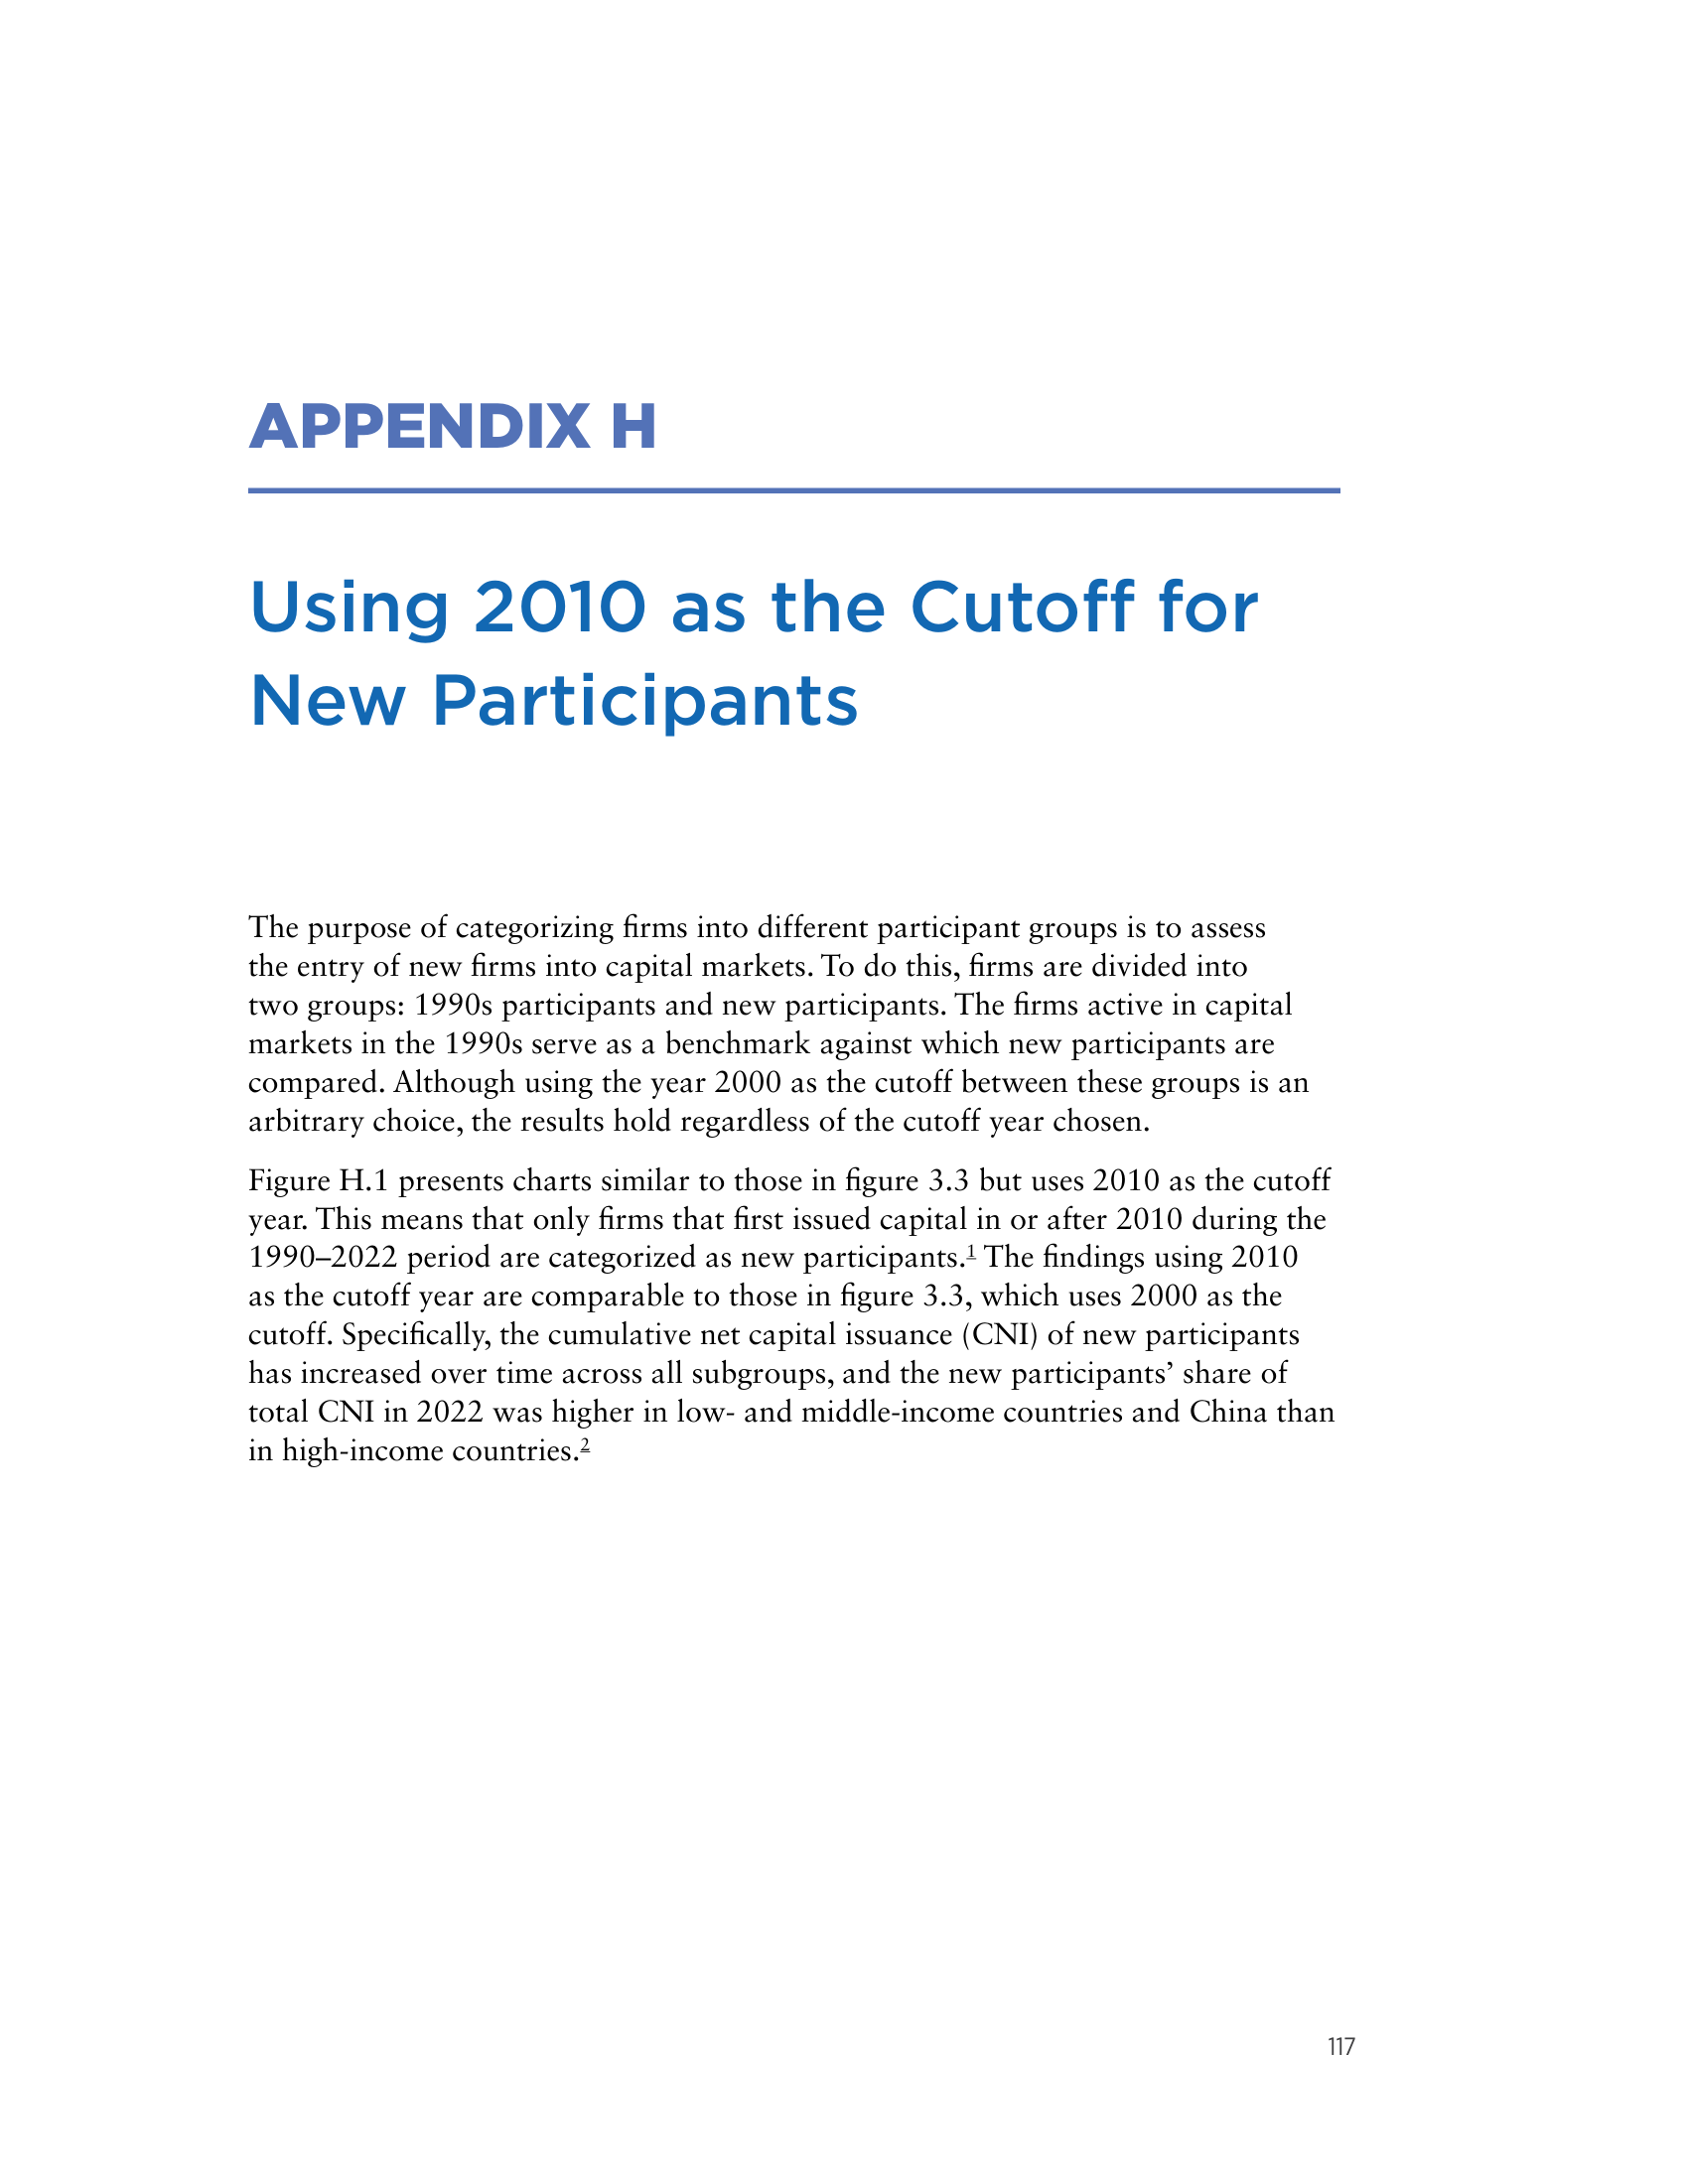 APPENDIX H
Using 2010 as the Cutoff for
New Participants
The purpose of categorizing firms into different participant groups is to assess
the entry of new firms into capital markets. To do this, firms are divided into
two groups: 1990s participants and new participants. The firms active in capital
markets in the 1990s serve as a benchmark against which new participants are
compared. Although using the year 2000 as the cutoff between these groups is an
arbitrary choice, the results hold regardless of the cutoff year chosen.
Figure H.1 presents charts similar to those in figure 3.3 but uses 2010 as the cutoff
year. This means that only firms that first issued capital in or after 2010 during the
1990–2022 period are categorized as new participants.1 The findings using 2010
as the cutoff year are comparable to those in figure 3.3, which uses 2000 as the
cutoff. Specifically, the cumulative net capital issuance (CNI) of new participants
has increased over time across all subgroups, and the new participants’ share of
total CNI in 2022 was higher in low- and middle-income countries and China than
in high-income countries.2
117